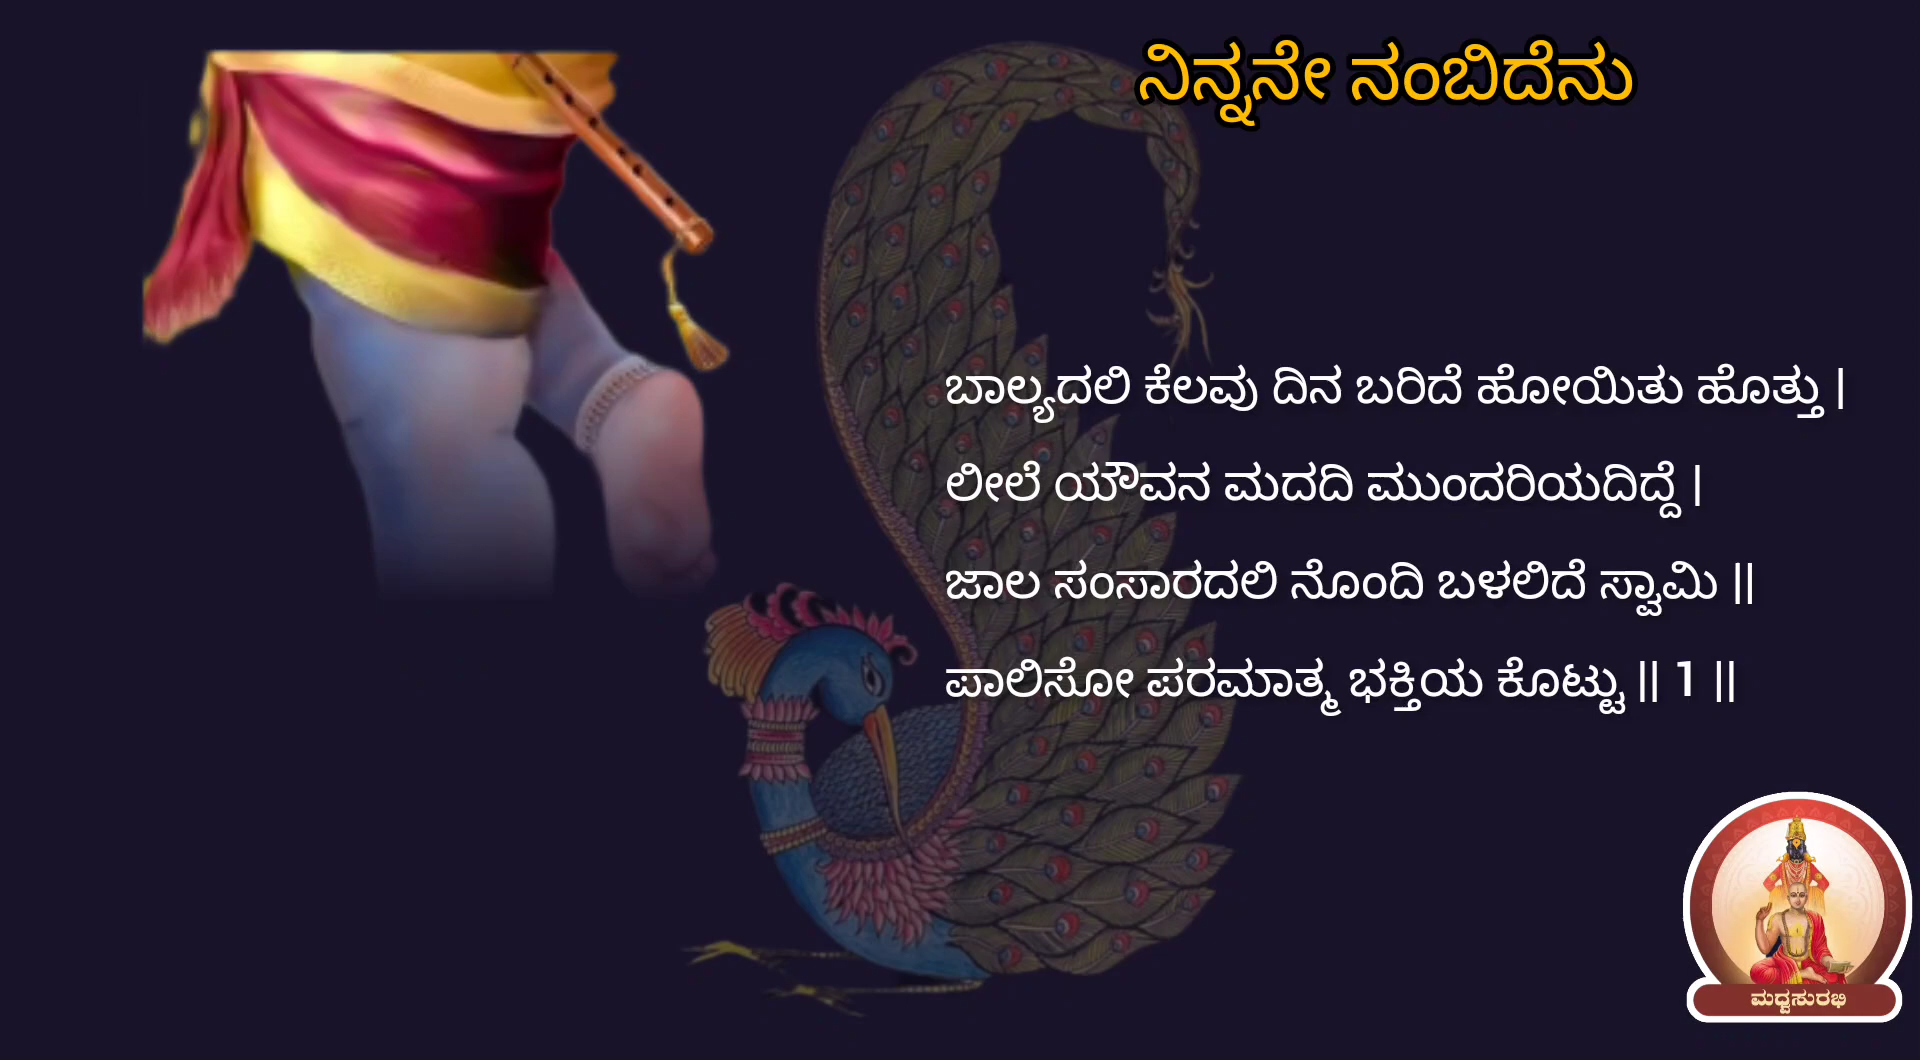 ನಿನ್ನನೇ ನಂಬಿದೆನು
ಬಾಲ್ಯದಲಿ ಕೆಲವು ದಿನ ಬರಿದೆ ಹೋಯಿತು ಹೊತ್ತು |
ಲೀಲೆ ಯೌವನ ಮದದಿ ಮುಂದರಿಯದಿದ್ದೆ |
ಜಾಲ ಸಂಸಾರದಲಿ ನೊಂದಿ ಬಳಲಿದೆ ಸ್ವಾಮಿ ||
ಪಾಲಿಸೋ ಪರಮಾತ್ಮ ಭಕ್ತಿಯ ಕೊಟ್ಟು || 1 ||
ಮಧ್ವಸುರಭಿ